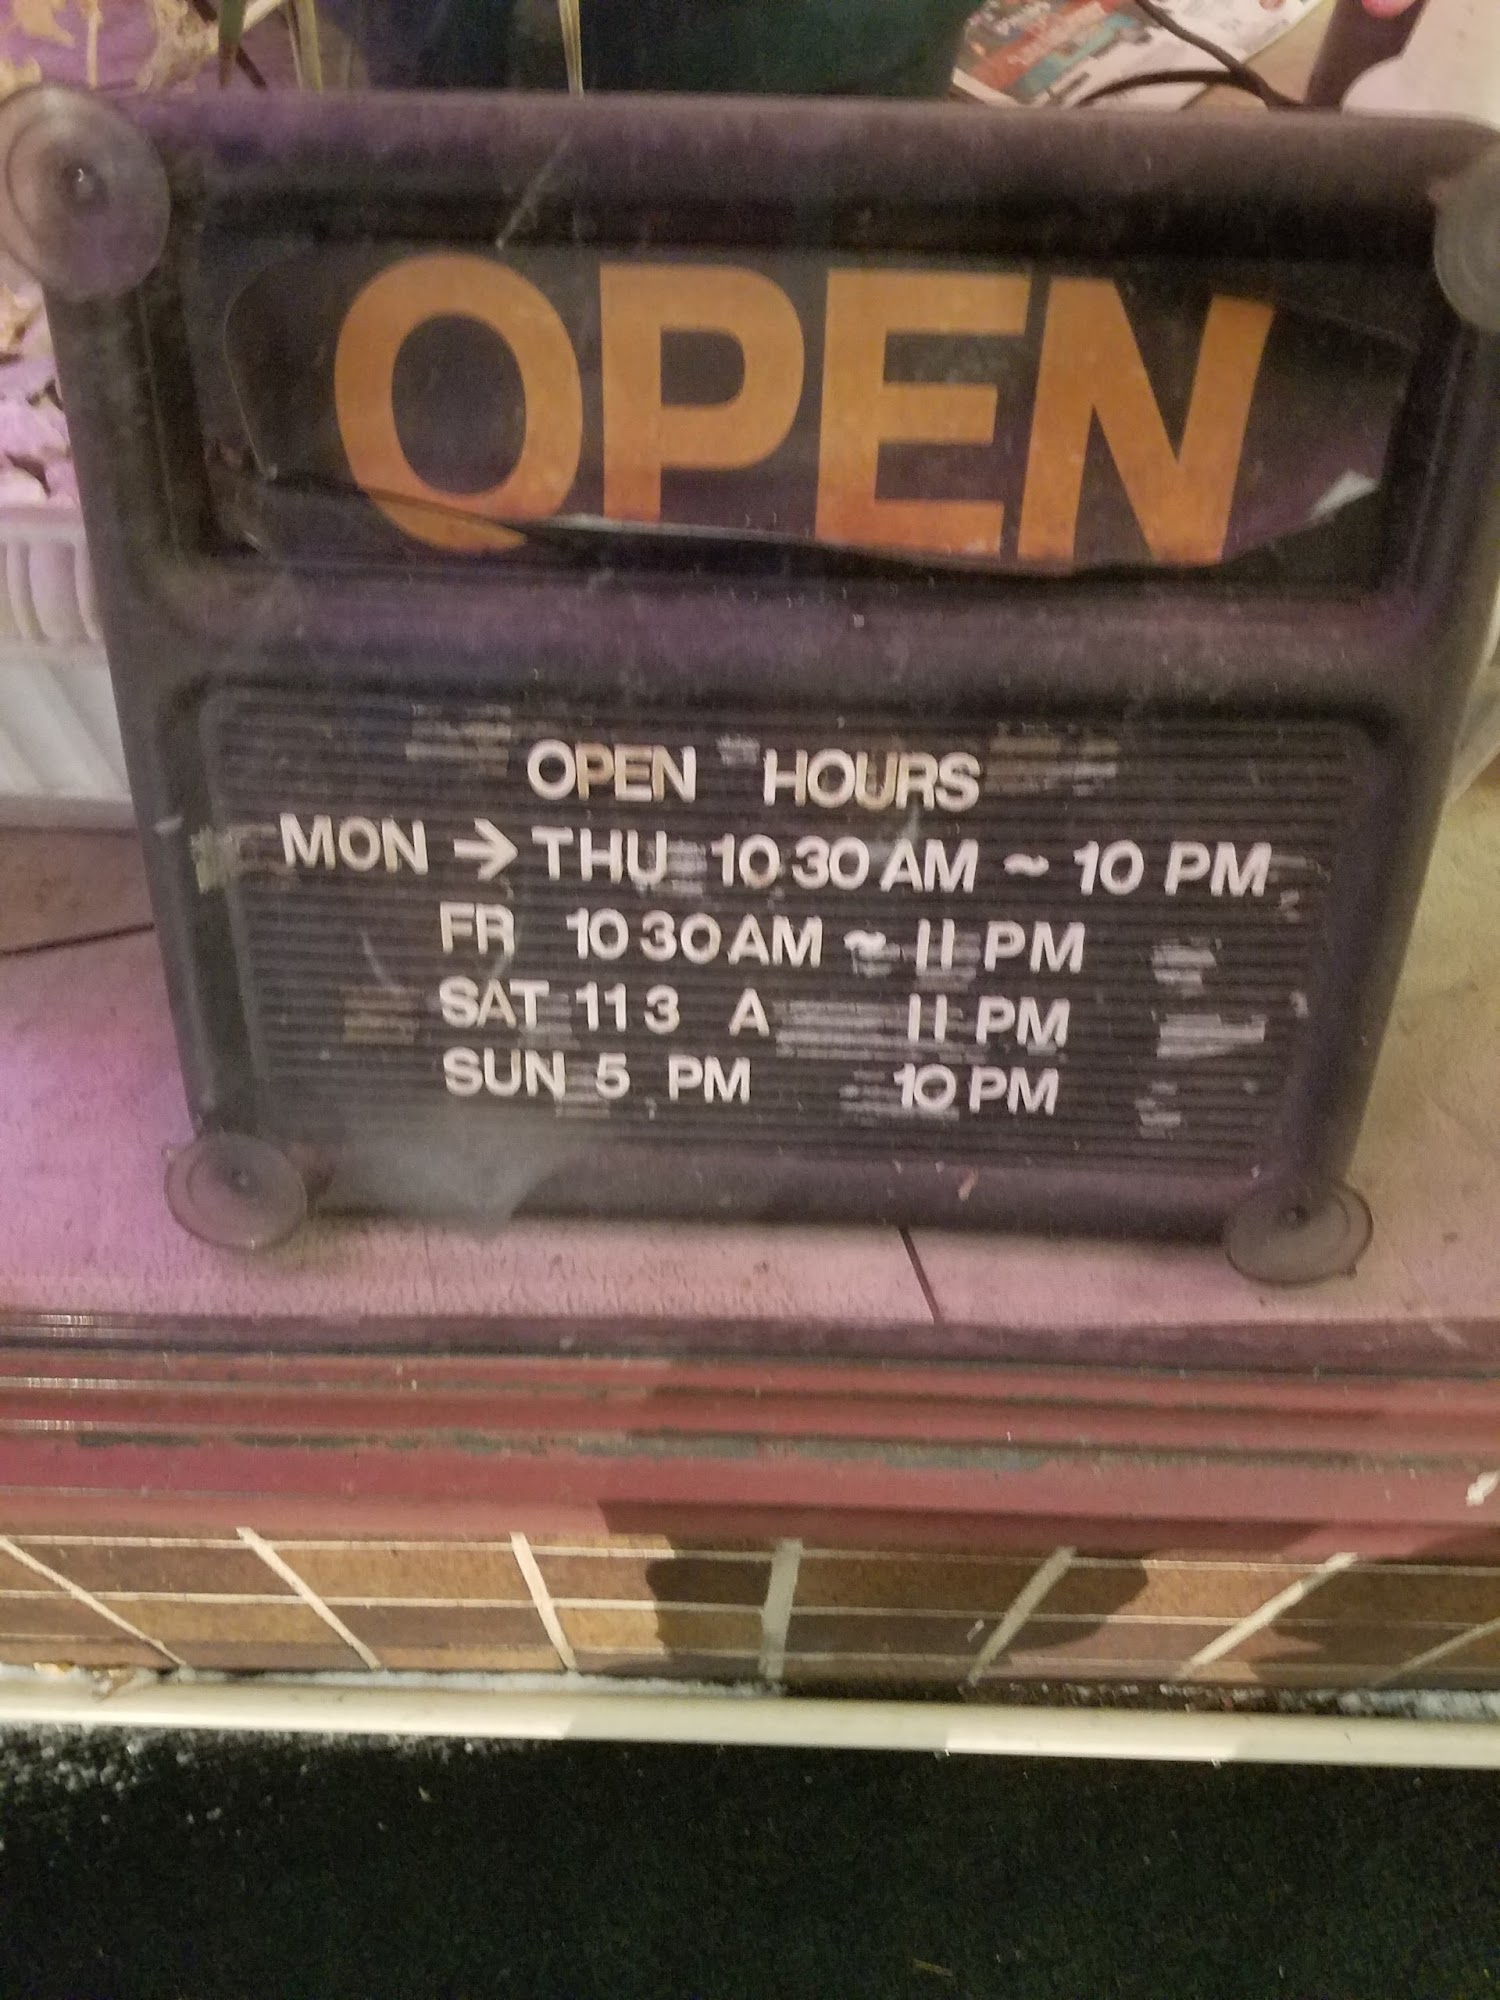 OPEN
OPEN HOURS
MON → THU 10 30 AM ~ 10 PM
FR 10 30 AM ~ 11 PM
SAT 11 3 A 11 PM
SUN 5 PM 10 PM